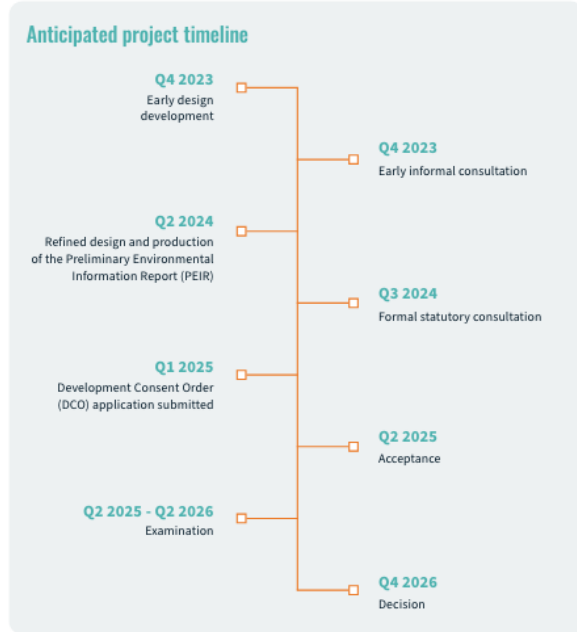 Anticipated project timeline
Q4 2023
Early design
development
Q4 2023
Early informal consultation
Q2 2024
Refined design and production
of the Preliminary Environmental
Information Report (PEIR)
Q3 2024
Formal statutory consultation
Q1 2025
Development Consent Order
(DCO) application submitted
Q2 2025
Acceptance
Q2 2025 - Q2 2026
Examination
Q4 2026
Decision